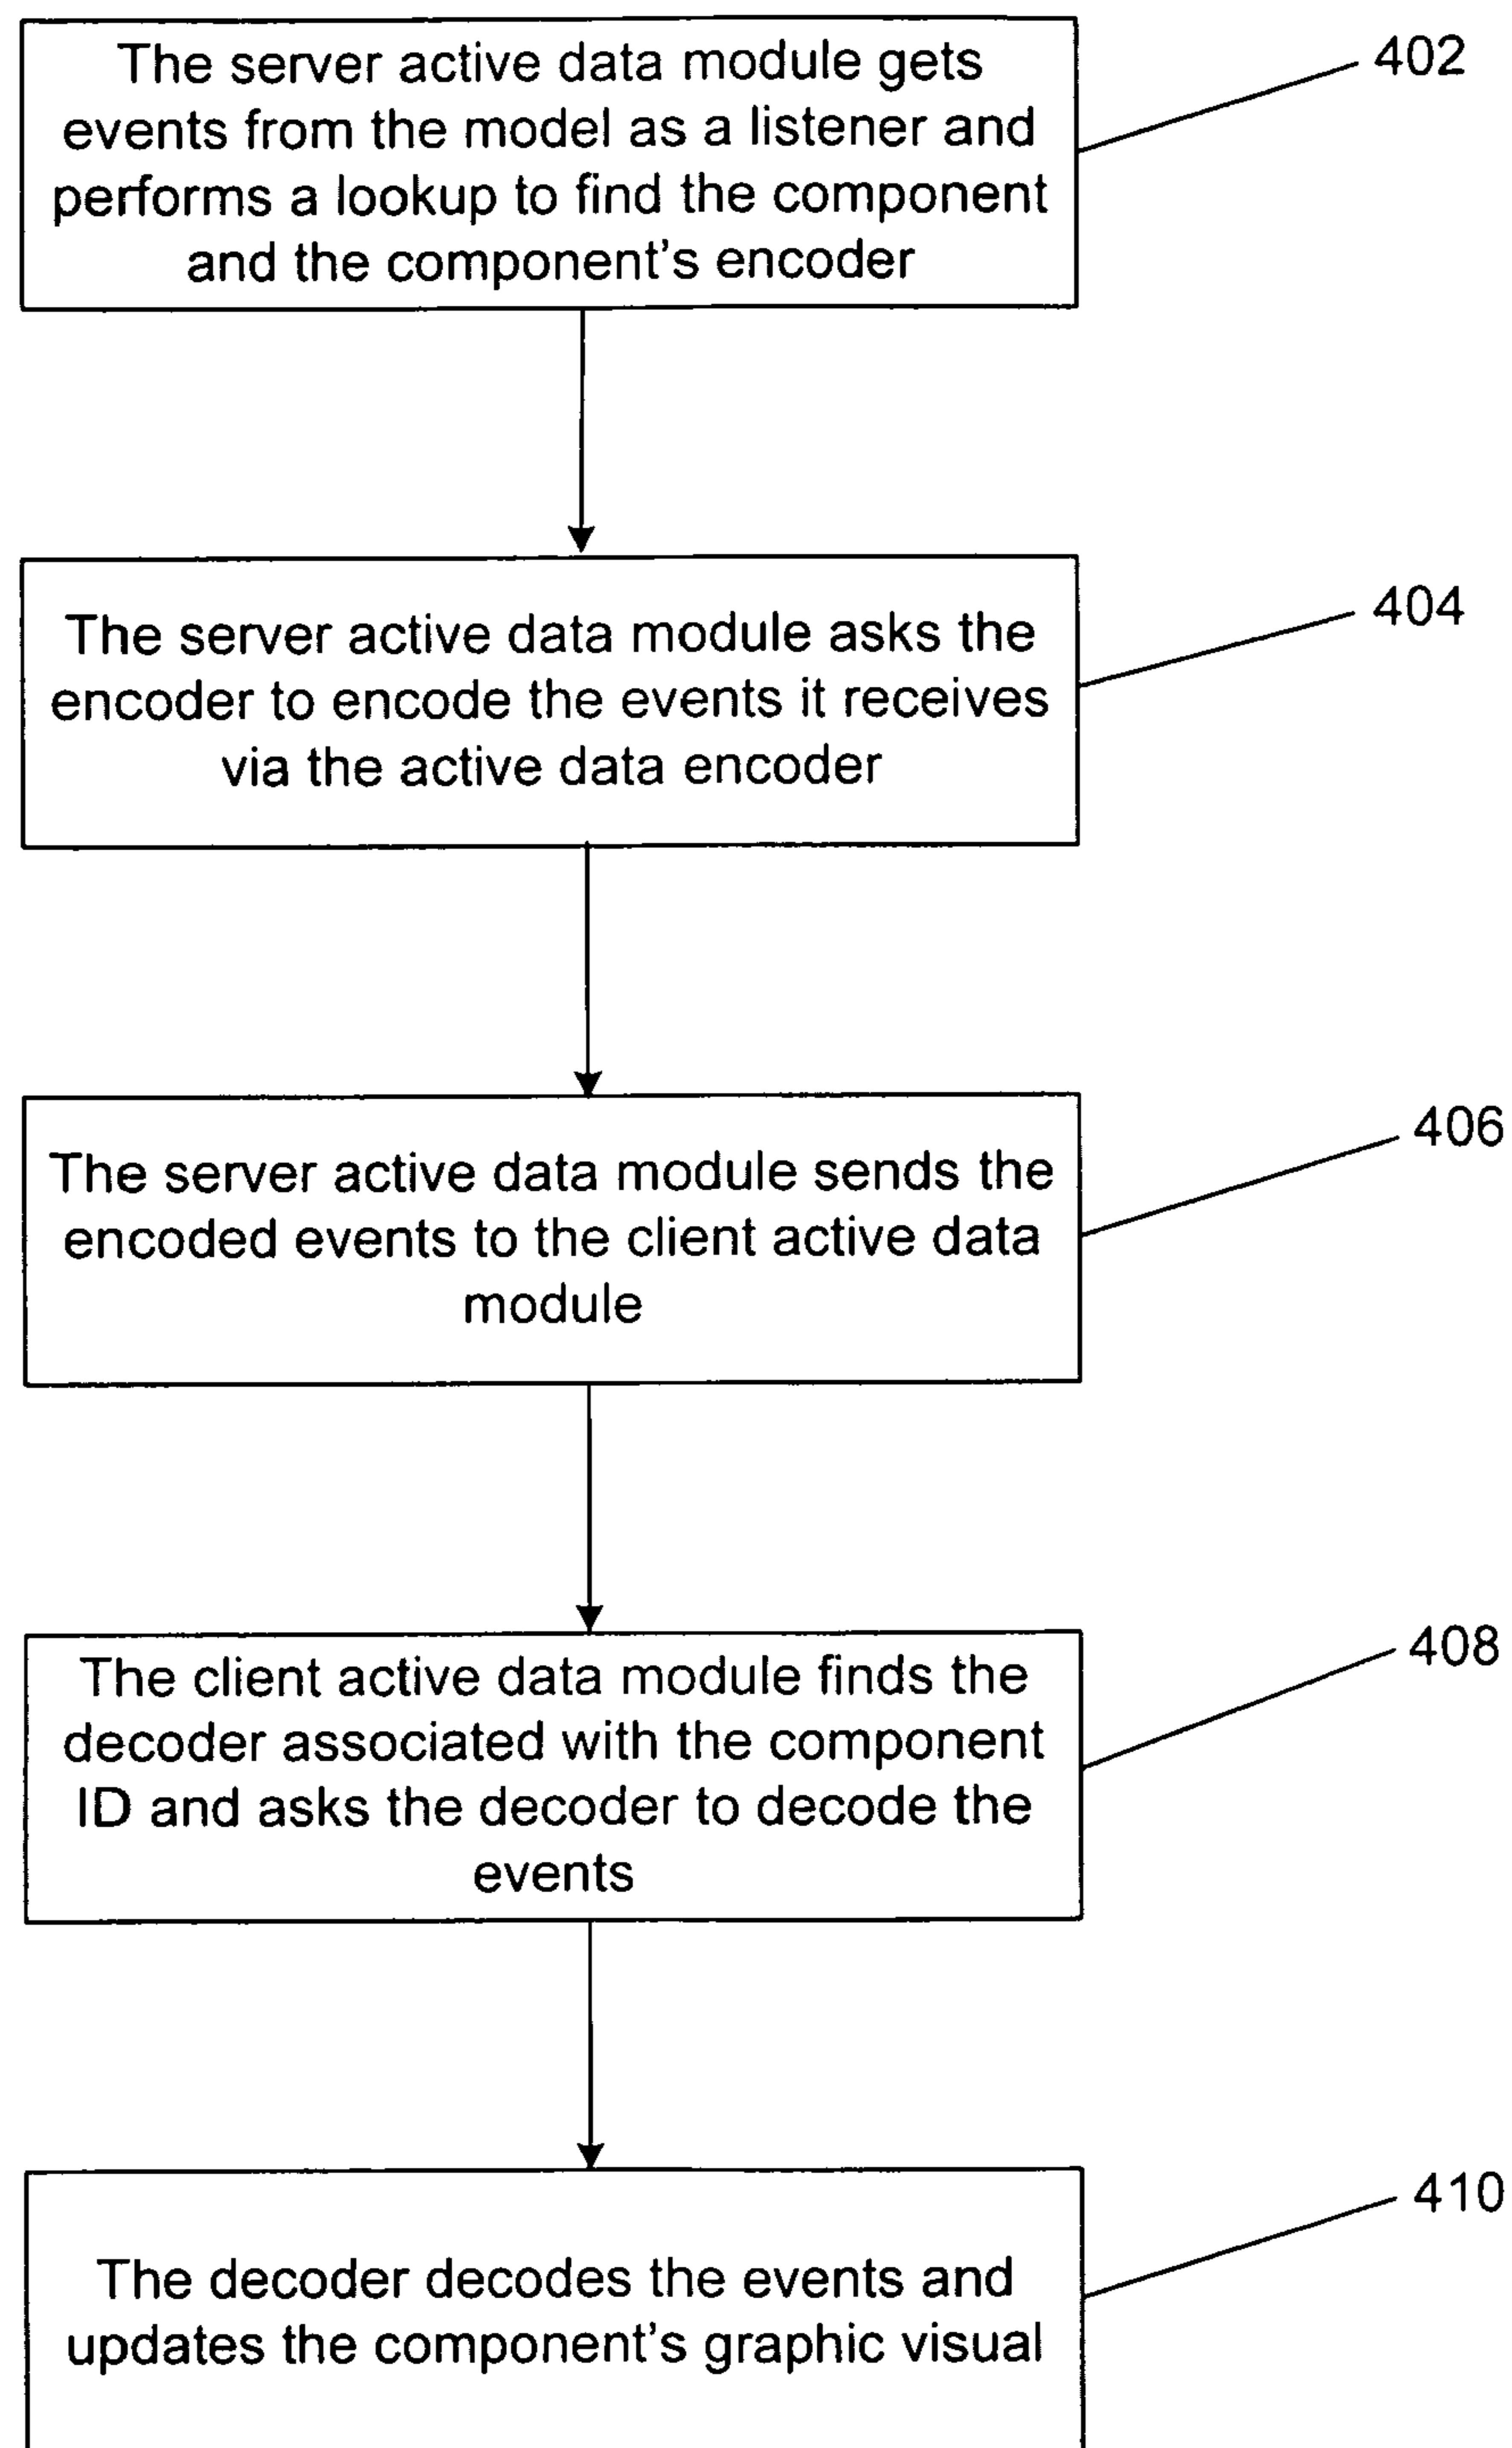 The server active data module gets
events from the model as a listener and
performs a lookup to find the component
and the component's encoder
402
The server active data module asks the
encoder to encode the events it receives
via the active data encoder
404
The server active data module sends the
encoded events to the client active data
module
406
The client active data module finds the
decoder associated with the component
ID and asks the decoder to decode the
events
408
The decoder decodes the events and
updates the component's graphic visual
410